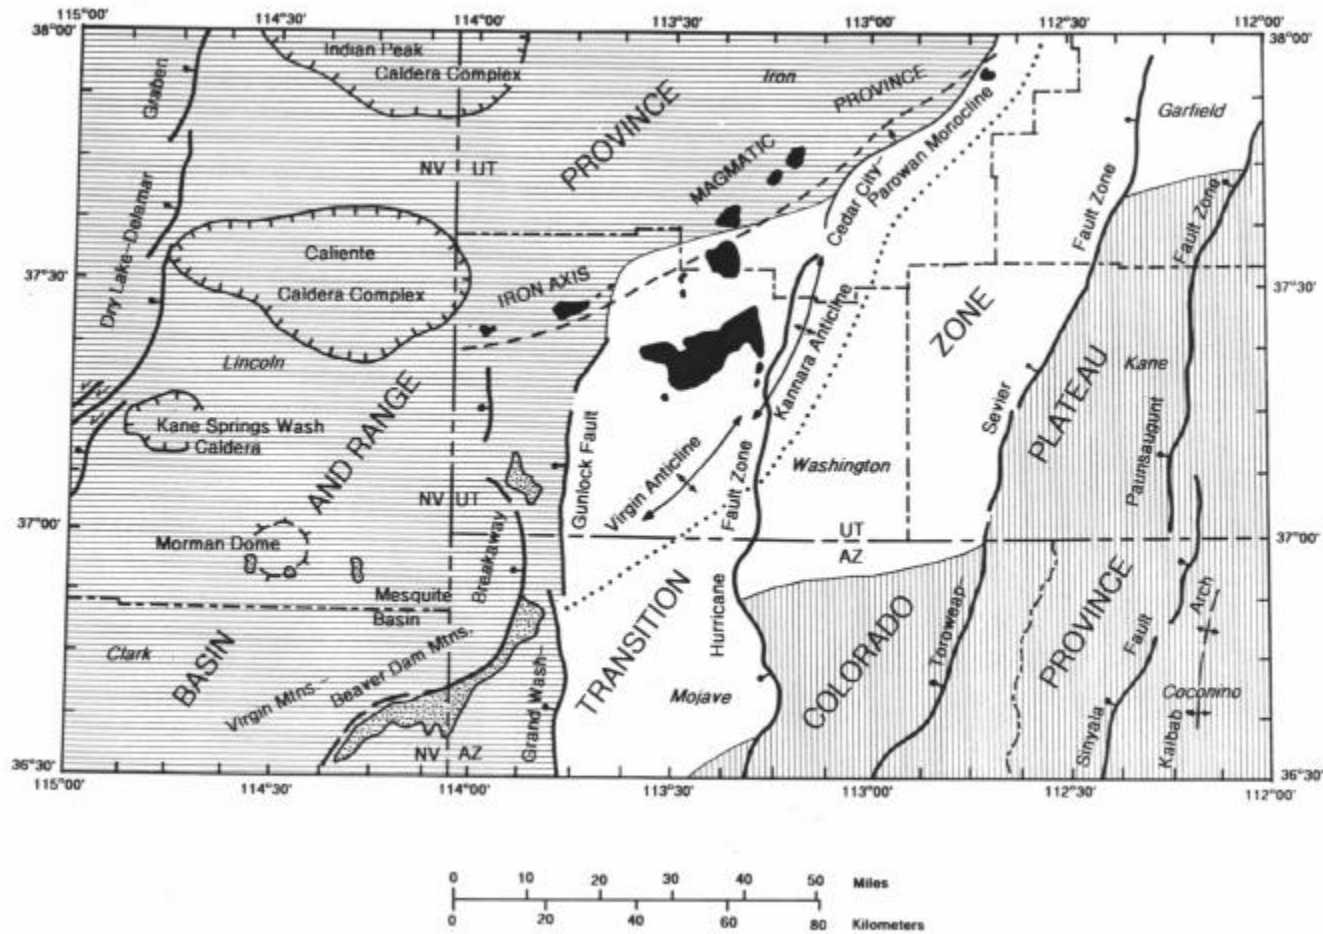 115°00' 114°30' 114°00' 113°30' 113°00' 112°30' 112°00'
38°00' 38°00'
Indian Peak
Caldera Complex
Iron
PROVINCE
MAGMATIC PROVINCE
Graben
Garfield
NV UT
Cedar City-
Parowan Monocline
Fault Zone
Fault Zone
Dry Lake-Delamar
Caliente
Caldera Complex
37°30' 37°30'
IRON AXIS
Kannara Anticline
ZONE
Lincoln
Kane
PLATEAU
Kane Springs Wash
Caldera
AND RANGE
Gunlock Fault
Virgin Anticline
Fault Zone
Washington
Sevier
Paunsaugunt
NV UT
37°00' 37°00'
UT
AZ
Morman Dome
Mesquite
Basin
Breakaway
Clark
BASIN
Virgin Mtns.-
Beaver Dam Mtns.
Grand Wash-
TRANSITION
Hurricane
Mojave
COLORADO
Toroweap-
PROVINCE
Fault
Sinyala
Arch
Coconino
Kaibab
NV AZ
36°30' 36°30'
115°00' 114°30' 114°00' 113°30' 113°00' 112°30' 112°00'
0 10 20 30 40 50 Miles
0 20 40 60 80 Kilometers